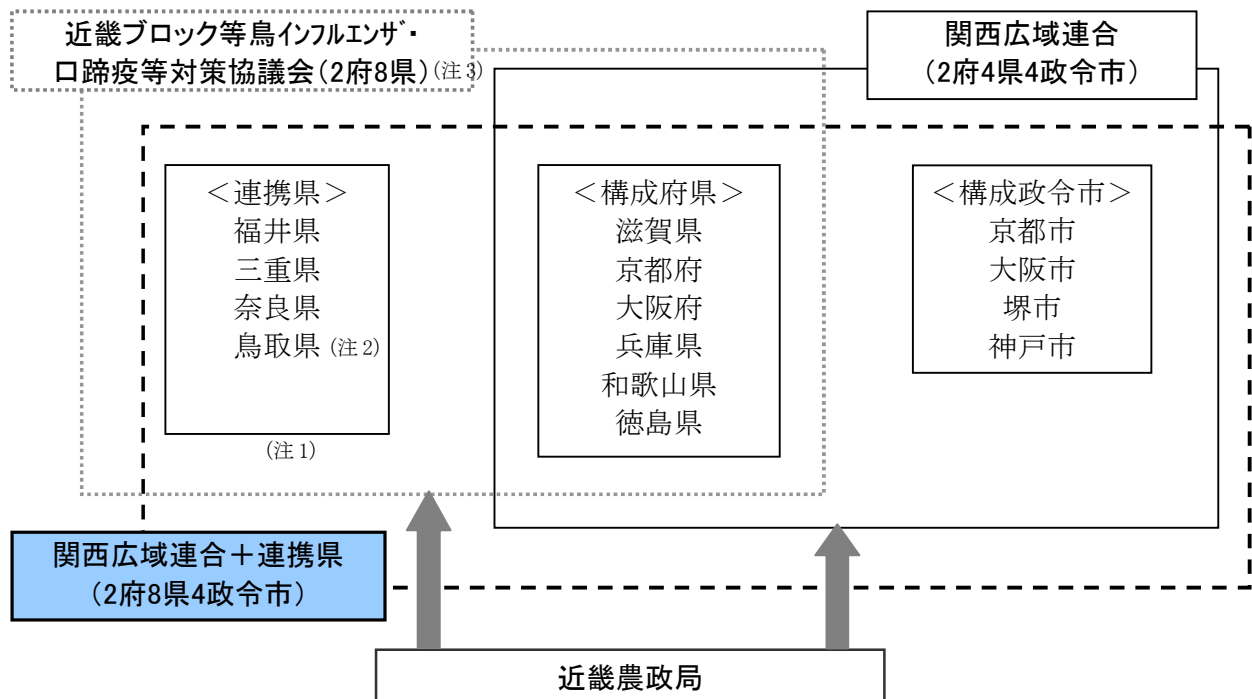 近畿ブロック等鳥ｲﾝﾌﾙｴﾝｻﾞ・
口蹄疫等対策協議会(2府8県)(注3)
関西広域連合
(2府4県4政令市)
＜連携県＞
福井県
三重県
奈良県
鳥取県(注2)
(注1)
＜構成府県＞
滋賀県
京都府
大阪府
兵庫県
和歌山県
徳島県
＜構成政令市＞
京都市
大阪市
堺市
神戸市
関西広域連合＋連携県
(2府8県4政令市)
近畿農政局